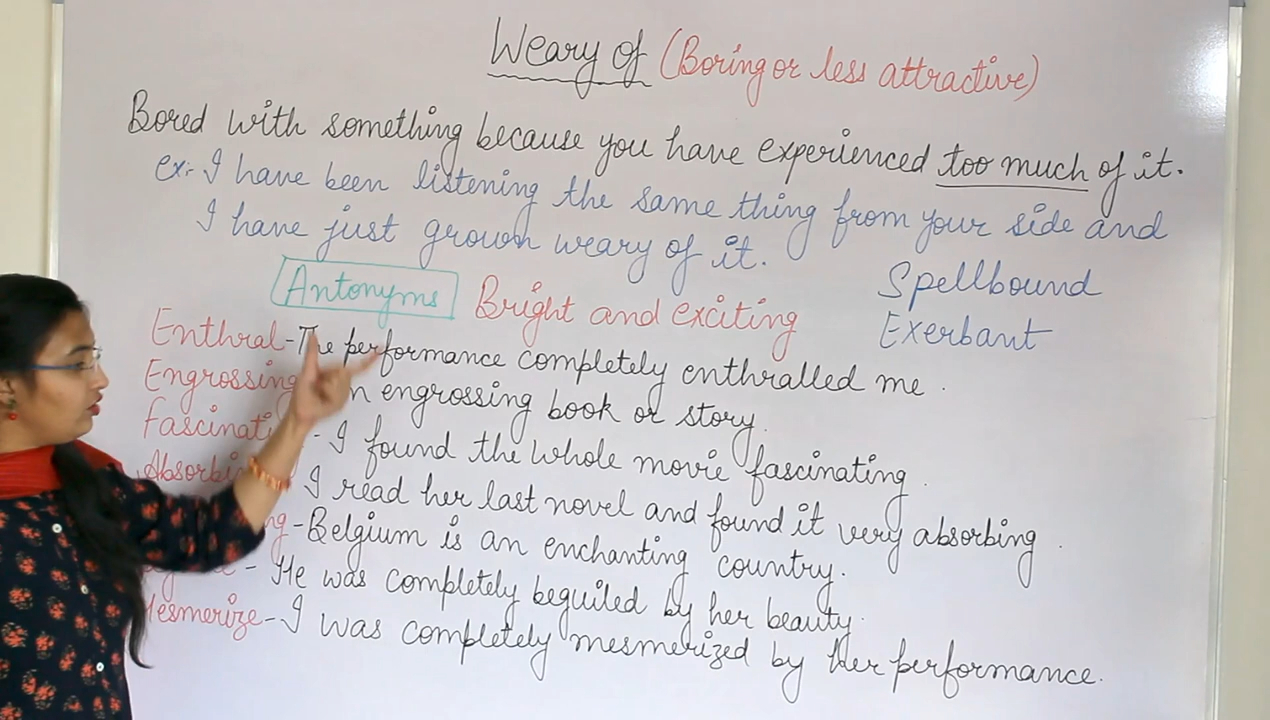 Weary of (Boring or less attractive)
Bored with something because you have experienced too much of it.
ex:- I have been listening the same thing from your side and
I have just grown weary of it.
Spellbound
Antonyms Bright and exciting
Exerbant
Enthral - The performance completely enthralled me.
Engrossing engrossing book or story.
- I found the whole movie fascinating.
I read her last novel and found it very absorbing.
- Belgium is an enchanting country.
- He was completely beguiled by her beauty.
Mesmerize - I was completely mesmerized by her performance.